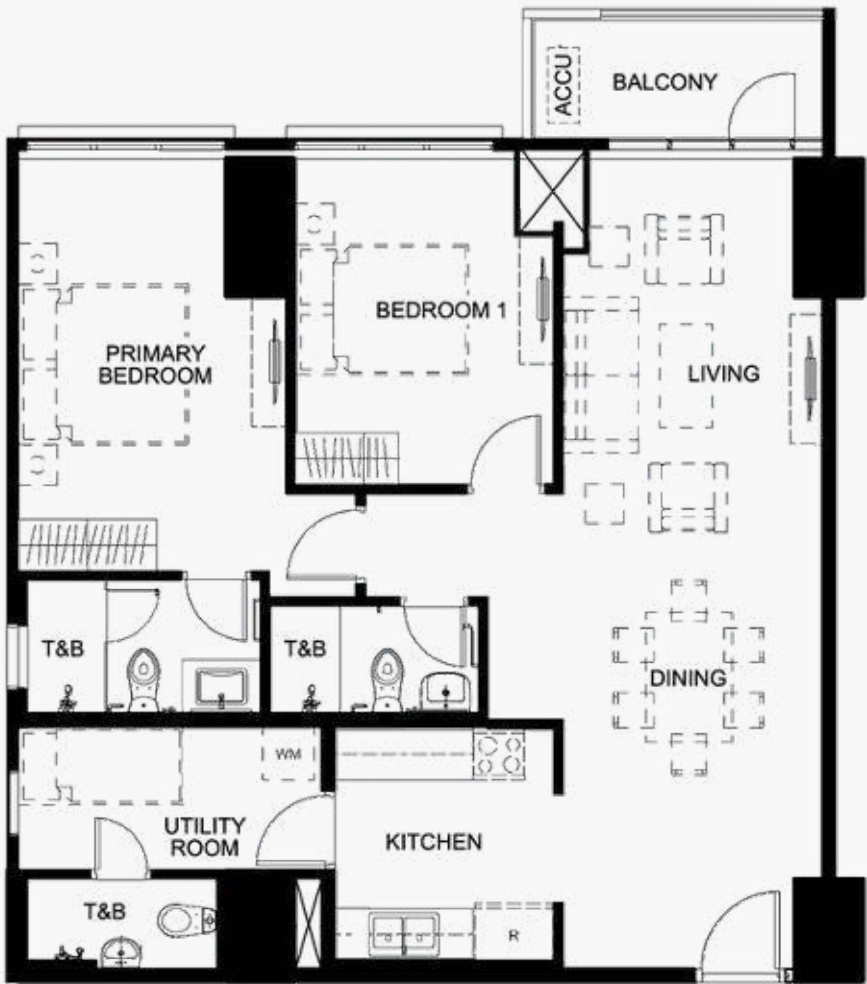 ACCU
BALCONY
BEDROOM 1
PRIMARY
BEDROOM
LIVING
T&B
T&B
DINING
WM
UTILITY
ROOM
KITCHEN
T&B
R